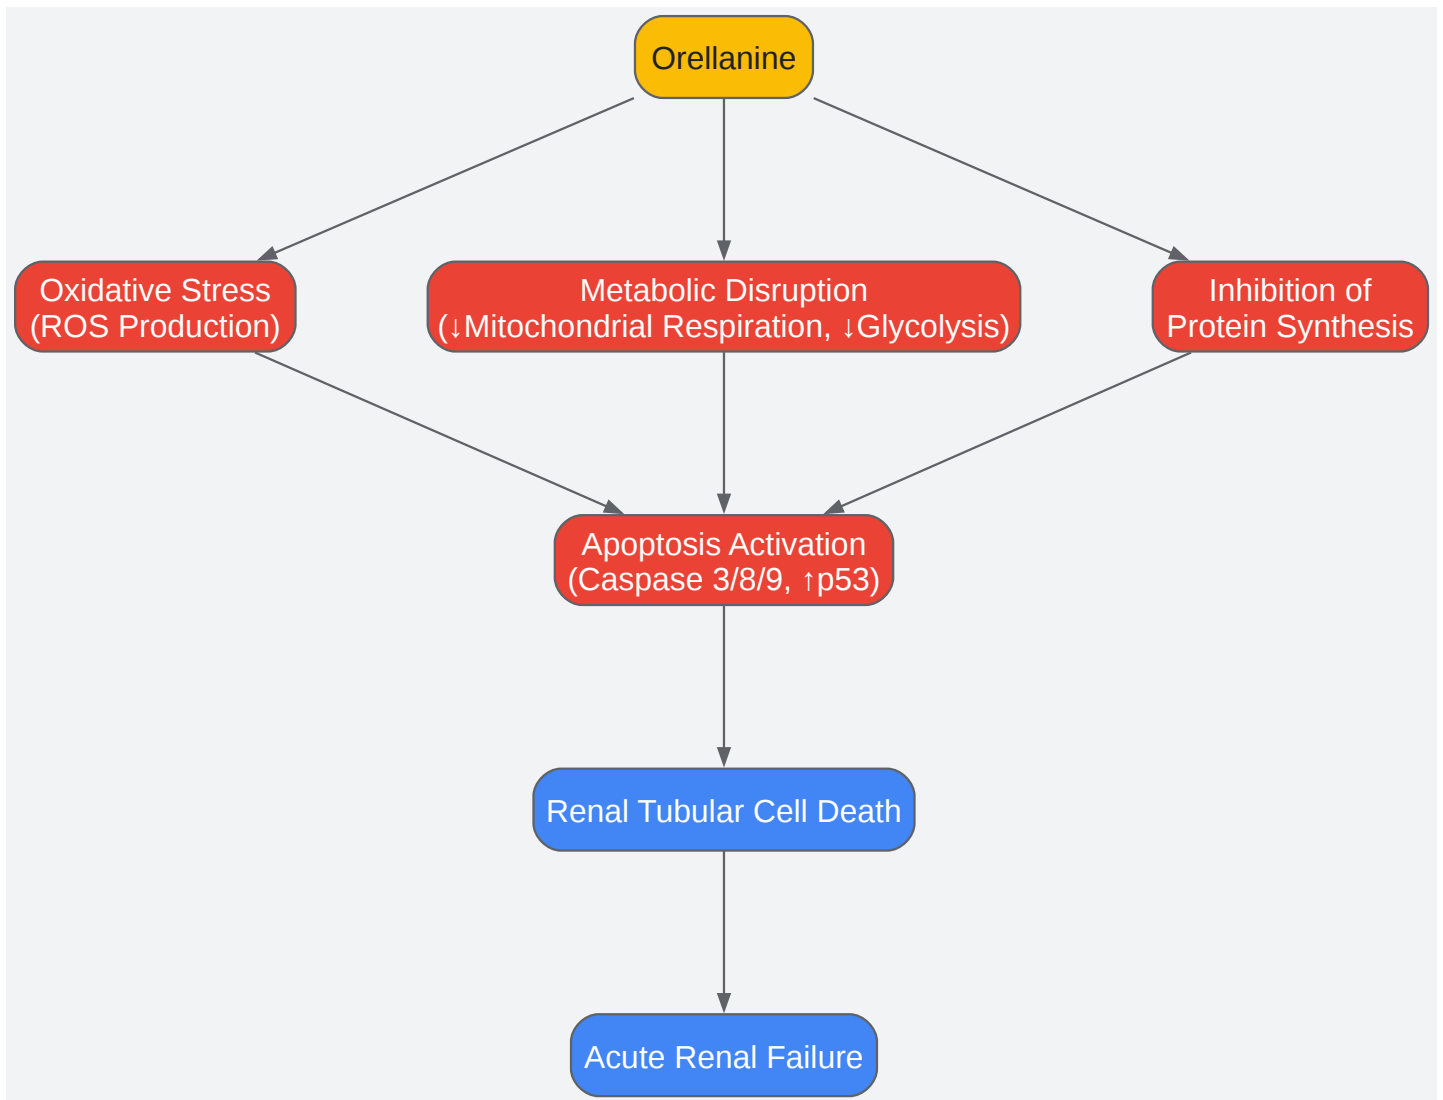 Orellanine
Oxidative Stress
(ROS Production)
Metabolic Disruption
(↓Mitochondrial Respiration, ↓Glycolysis)
Inhibition of
Protein Synthesis
Apoptosis Activation
(Caspase 3/8/9, ↑p53)
Renal Tubular Cell Death
Acute Renal Failure